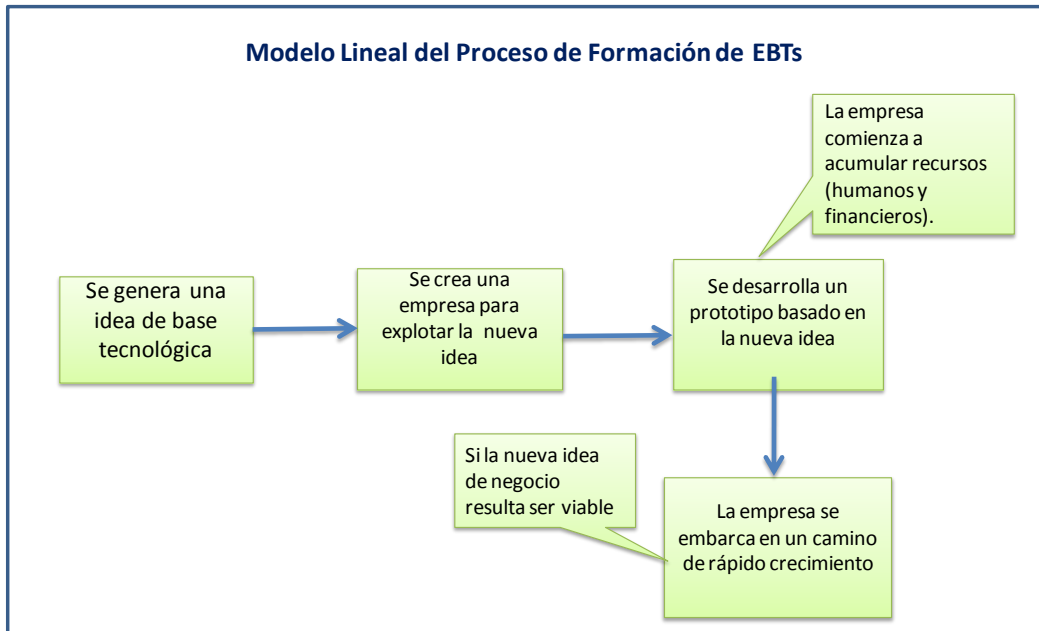 Modelo Lineal del Proceso de Formación de EBTs
La empresa
comienza a
acumular recursos
(humanos y
financieros).
Se genera una
idea de base
tecnológica
Se crea una
empresa para
explotar la nueva
idea
Se desarrolla un
prototipo basado en
la nueva idea
Si la nueva idea
de negocio
resulta ser viable
La empresa se
embarca en un camino
de rápido crecimiento